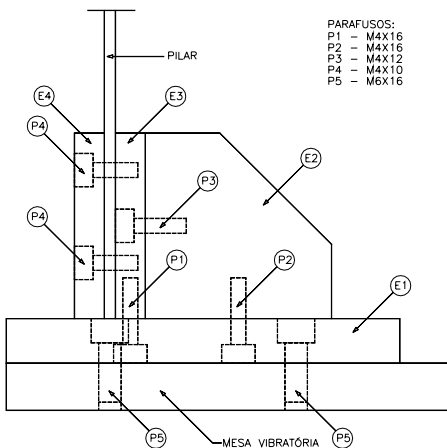 PARAFUSOS:
P1 - M4X16
P2 - M4X16
P3 - M4X12
P4 - M4X10
P5 - M6X16
PILAR
E4
E3
P4
E2
P3
P4
P1
P2
E1
P5
MESA VIBRATÓRIA
P5